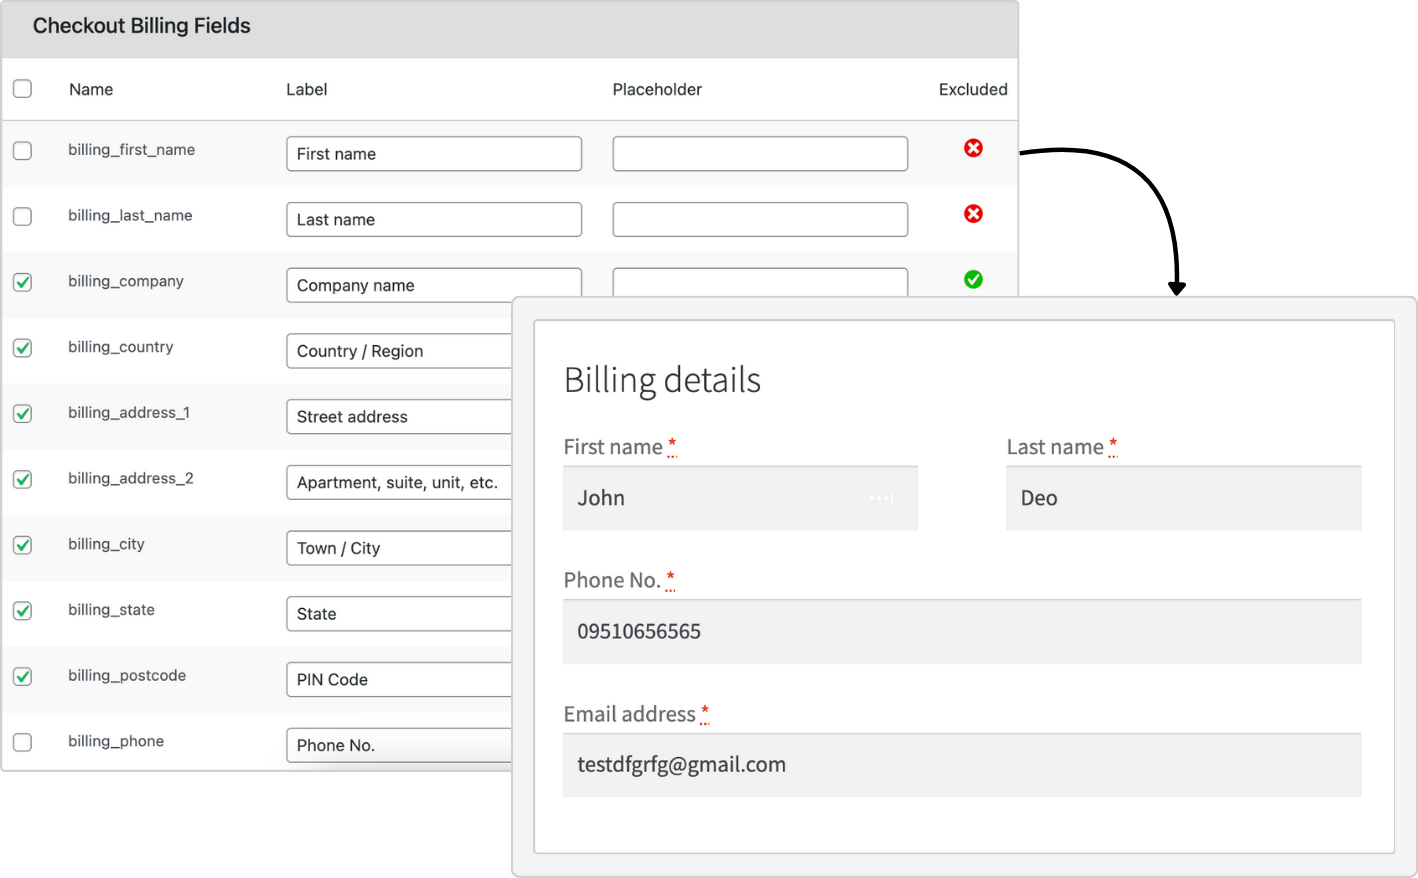 Checkout Billing Fields
Name Label Placeholder Excluded
billing_first_name First name
billing_last_name Last name
billing_company Company name
billing_country Country / Region
billing_address_1 Street address
billing_address_2 Apartment, suite, unit, etc.
billing_city Town / City
billing_state State
billing_postcode PIN Code
billing_phone Phone No.
Billing details
First name * Last name *
John Deo
Phone No. *
09510656565
Email address *
testdfgrfg@gmail.com